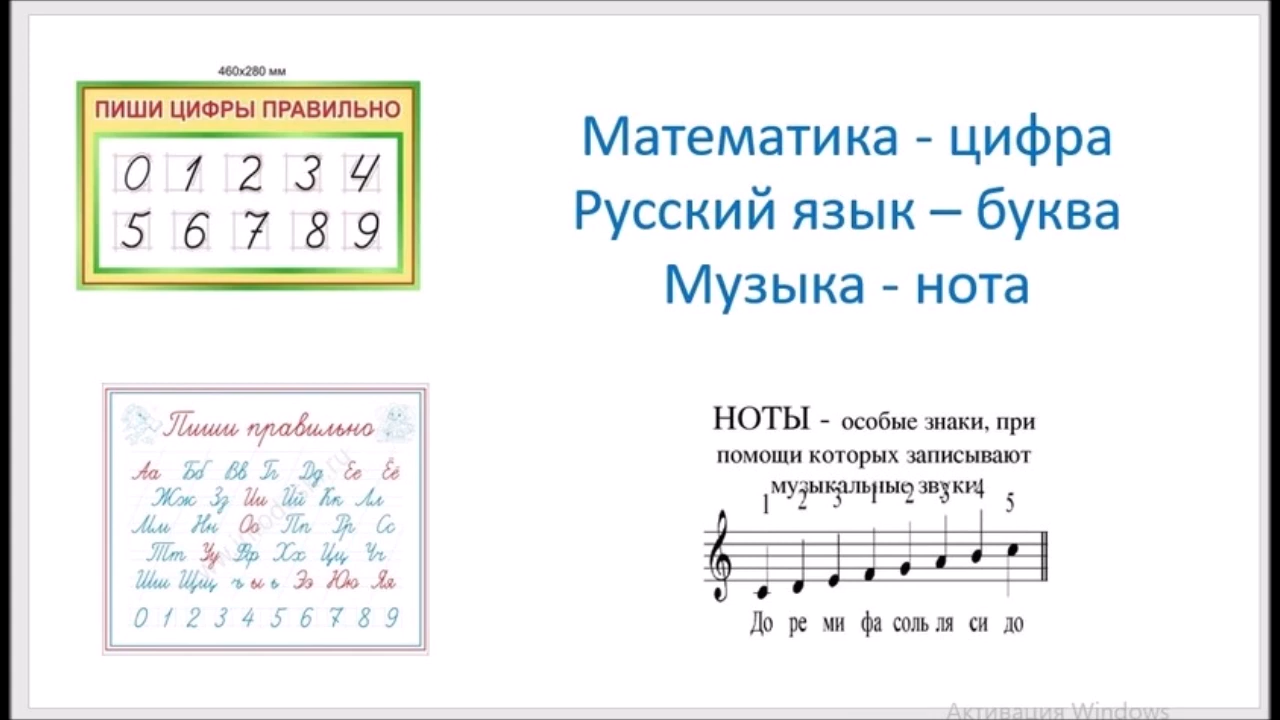 460x280 мм
ПИШИ ЦИФРЫ ПРАВИЛЬНО
0 1 2 3 4
5 6 7 8 9
Математика - цифра
Русский язык – буква
Музыка - нота
Пиши правильно
Аа Бб Вв Гг Дд Ее Ёё
Жж Зз Ии Йй Кк Лл
Мм Нн Оо Пп Рр Сс
Тт Уу Фф Хх Цц Чч
Шш Щщ ъ ы ь Ээ Юю Яя
0 1 2 3 4 5 6 7 8 9
НОТЫ - особые знаки, при
помощи которых записывают
музыкальные звуки
1 2 3 1 2 3 4 5
До ре ми фа соль ля си до
Активация Windows